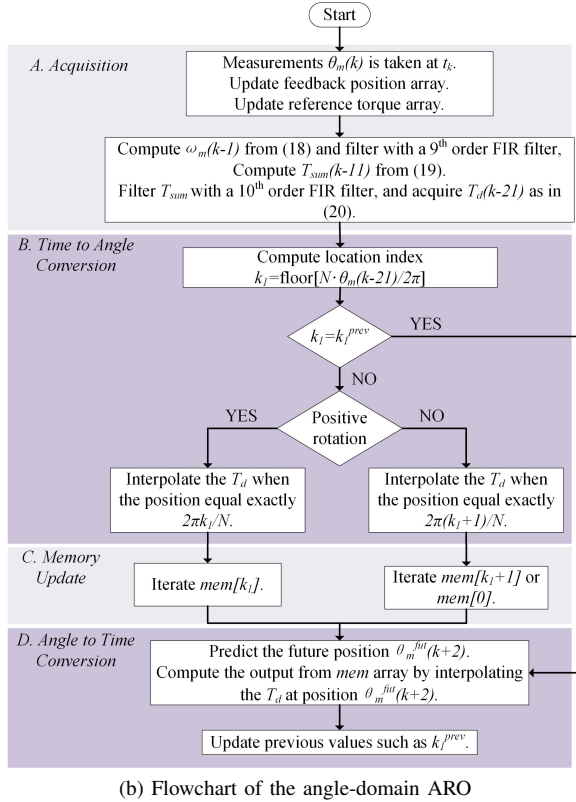 Start
A. Acquisition
Measurements θm(k) is taken at tk.
Update feedback position array.
Update reference torque array.
Compute ωm(k-1) from (18) and filter with a 9th order FIR filter,
Compute Tsum(k-11) from (19).
Filter Tsum with a 10th order FIR filter, and acquire Td(k-21) as in
(20).
B. Time to Angle
Conversion
Compute location index
k1=floor[N·θm(k-21)/2π]
k1=k1prev
YES
NO
Positive
rotation
YES
NO
Interpolate the Td when
the position equal exactly
2πk1/N.
Interpolate the Td when
the position equal exactly
2π(k1+1)/N.
C. Memory
Update
Iterate mem[k1].
Iterate mem[k1+1] or
mem[0].
D. Angle to Time
Conversion
Predict the future position θmfut(k+2).
Compute the output from mem array by interpolating
the Td at position θmfut(k+2).
Update previous values such as k1prev.
(b) Flowchart of the angle-domain ARO